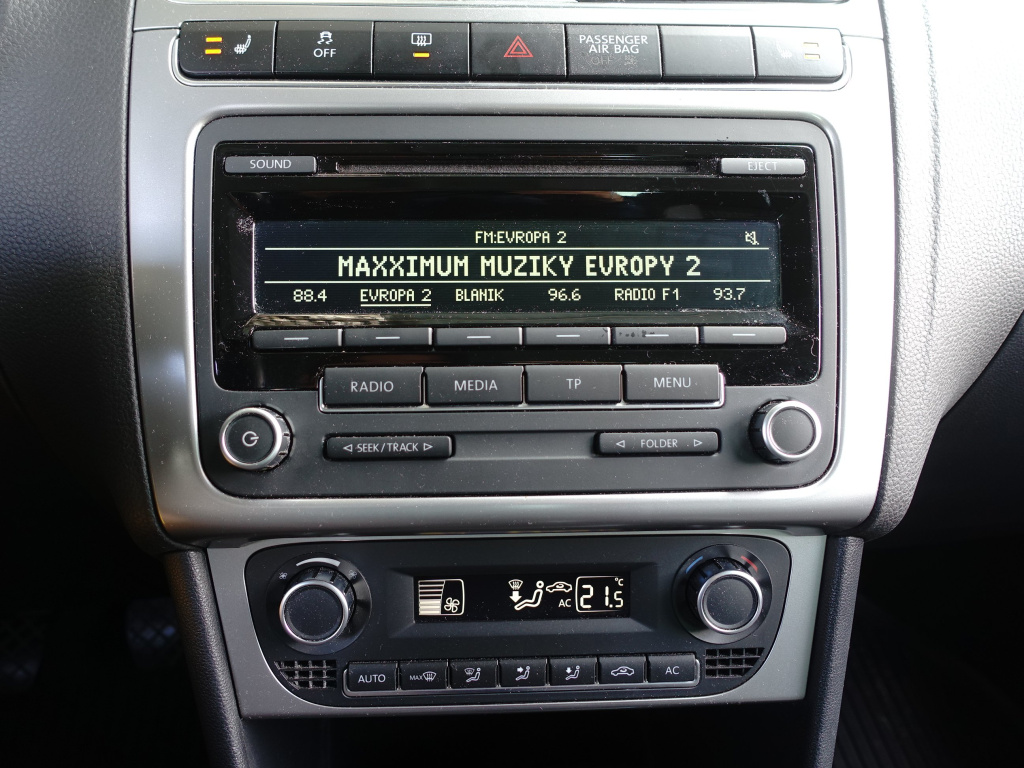 OFF
PASSENGER
AIR BAG
OFF
SOUND
EJECT
FM:EVROPA 2
MAXXIMUM MUZIKY EVROPY 2
88.4 EVROPA 2 BLANIK 96.6 RADIO F1 93.7
RADIO MEDIA TP MENU
SEEK/TRACK FOLDER
AC 21.5 °C
AUTO MAX AC